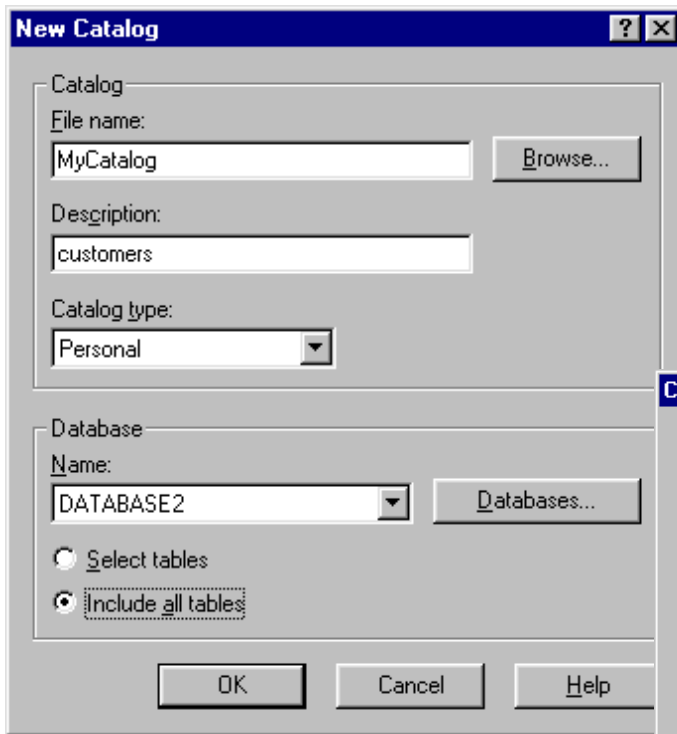 New Catalog
Catalog
File name:
MyCatalog
Browse...
Description:
customers
Catalog type:
Personal
C
Database
Name:
DATABASE2
Databases...
Select tables
Include all tables
OK
Cancel
Help